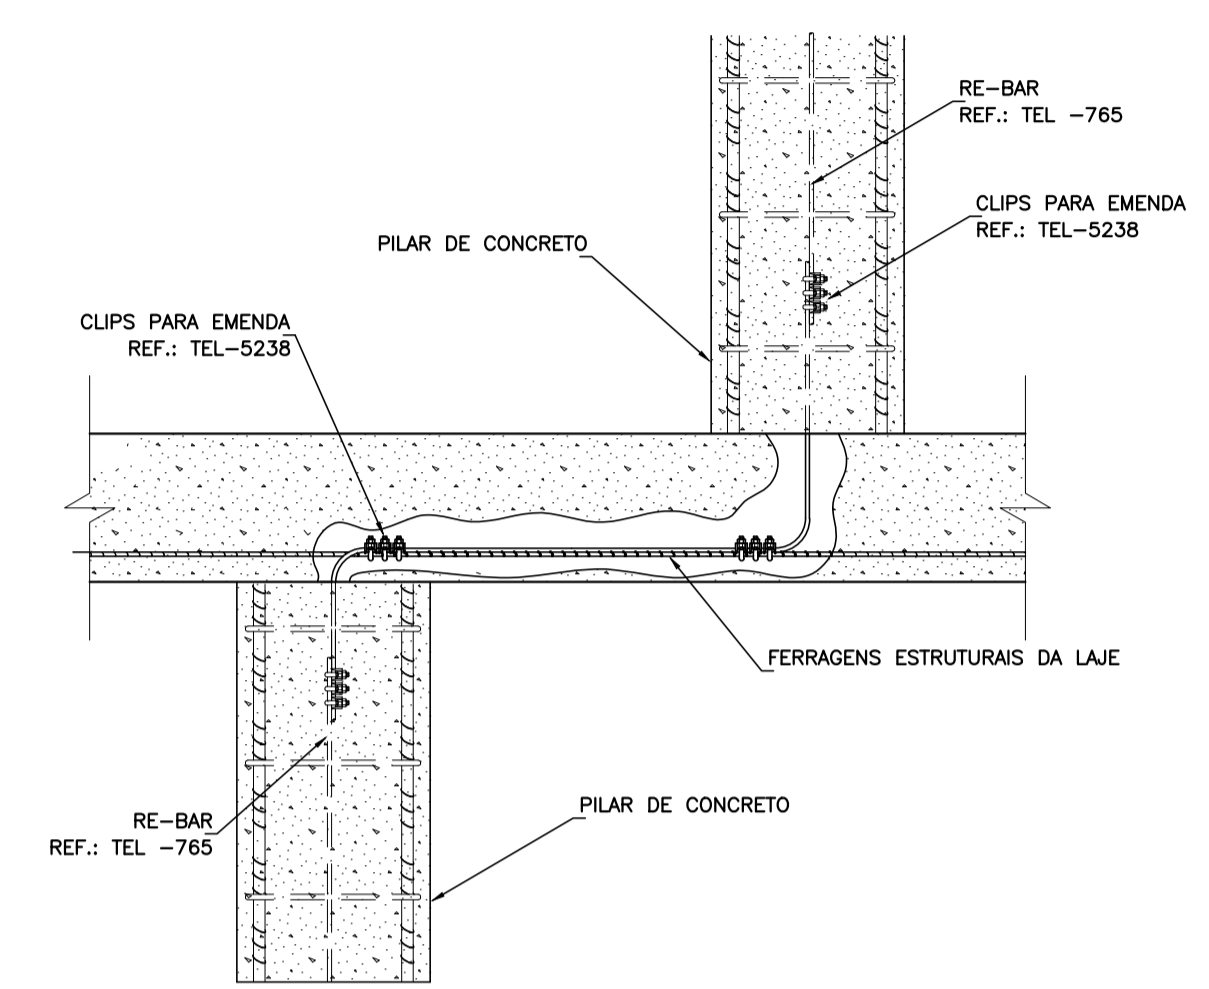 RE-BAR
REF.: TEL -765
CLIPS PARA EMENDA
REF.: TEL-5238
PILAR DE CONCRETO
CLIPS PARA EMENDA
REF.: TEL-5238
FERRAGENS ESTRUTURAIS DA LAJE
PILAR DE CONCRETO
RE-BAR
REF.: TEL -765